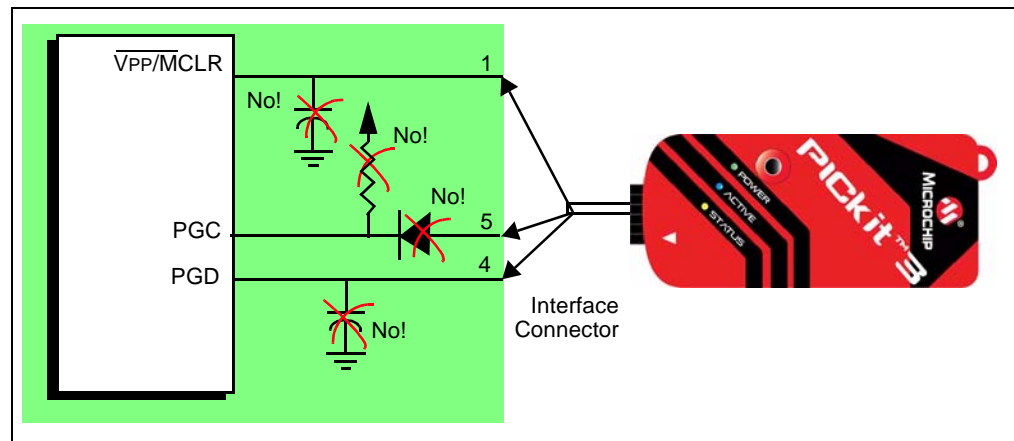 VPP/MCLR
1
No!
No!
No!
PGC
5
PGD
4
No!
Interface
Connector
POWER
ACTIVE
STATUS
PICkit™ 3
MICROCHIP
®